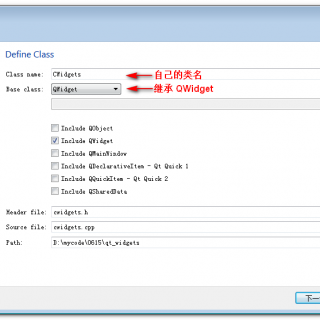 Define Class
Class name: CWidgets 自己的类名
Base class: QWidget 继承 QWidget
Include QObject
Include QWidget
Include QMainWindow
Include QDeclarativeItem - Qt Quick 1
Include QQuickItem - Qt Quick 2
Include QSharedData
Header file: cwidgets.h
Source file: cwidgets.cpp
Path: D:\mycode\0615\qt_widgets
下一